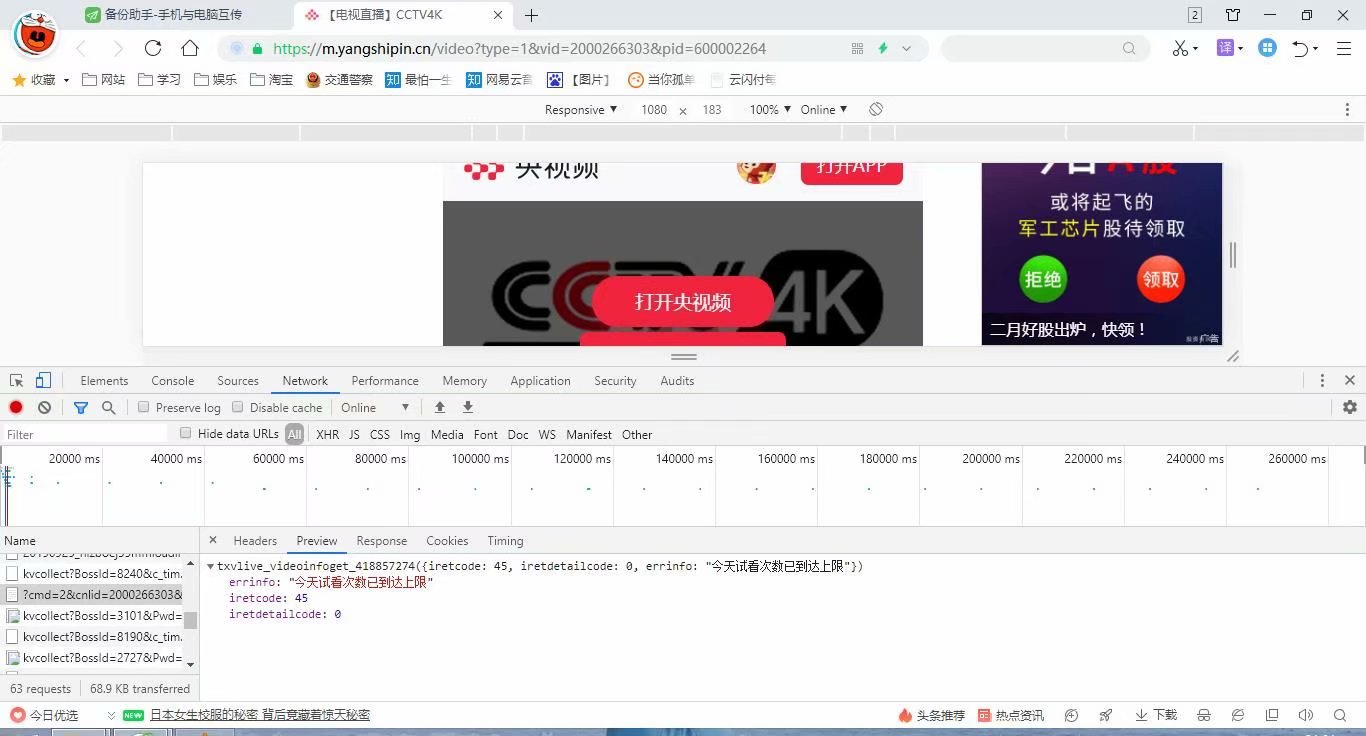 备份助手-手机与电脑互传
【电视直播】CCTV4K
2
https://m.yangshipin.cn/video?type=1&vid=2000266303&pid=600002264
译
收藏 网站 学习 娱乐 淘宝 交通警察 知 最怕一生 知 网易云音 【图片】 当你孤单 云闪付每
Responsive ▼ 1080 × 183 100% ▼ Online ▼
央视频
打开APP
CCTV 4K
打开央视频
或将起飞的
军工芯片股待领取
拒绝 领取
二月好股出炉，快领！
广告
Elements Console Sources Network Performance Memory Application Security Audits
Preserve log Disable cache Online ▼
Filter Hide data URLs All XHR JS CSS Img Media Font Doc WS Manifest Other
20000 ms 40000 ms 60000 ms 80000 ms 100000 ms 120000 ms 140000 ms 160000 ms 180000 ms 200000 ms 220000 ms 240000 ms 260000 ms
Name
× Headers Preview Response Cookies Timing
kvcollect?BossId=8240&c_tim.
?cmd=2&cnlid=2000266303&
kvcollect?BossId=3101&Pwd=
kvcollect?BossId=8190&c_tim.
kvcollect?BossId=2727&Pwd=
▼txvlive_videoinfoget_418857274({iretcode: 45, iretdetailcode: 0, errinfo: "今天试看次数已到达上限"})
errinfo: "今天试看次数已到达上限"
iretcode: 45
iretdetailcode: 0
63 requests 68.9 KB transferred
今日优选 NEW 日本女生校服的秘密 背后竟藏着惊天秘密 头条推荐 热点资讯 下载